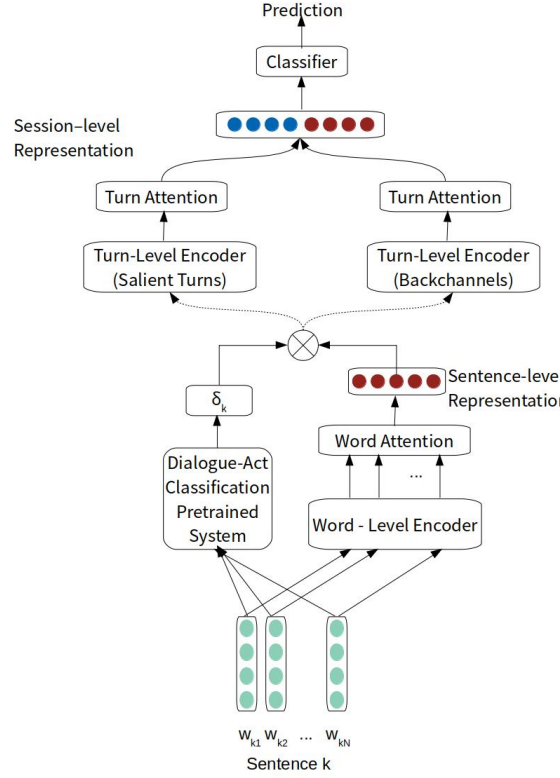 Prediction
Classifier
Session–level
Representation
Turn Attention
Turn Attention
Turn-Level Encoder
(Salient Turns)
Turn-Level Encoder
(Backchannels)
δk
Sentence-leve
Representation
Dialogue-Act
Classification
Pretrained
System
Word Attention
...
Word - Level Encoder
wk1 wk2 ... wkN
Sentence k